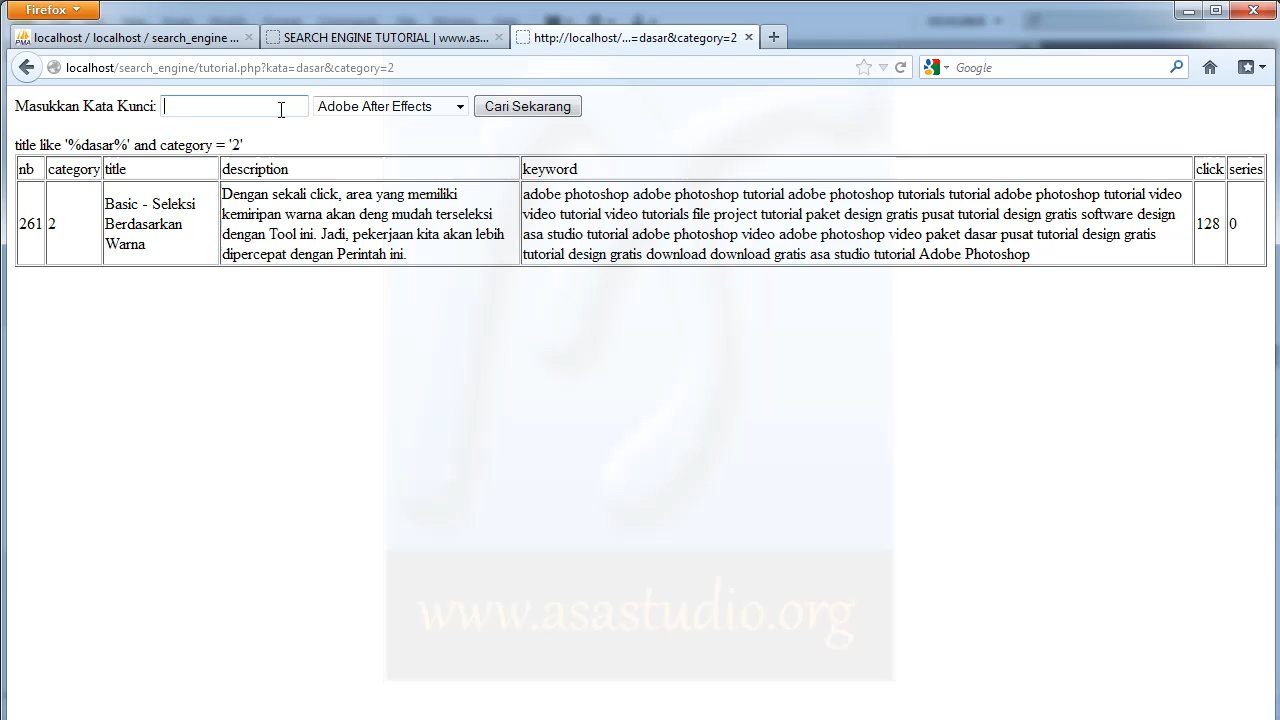 Firefox
localhost / localhost / search_engine ...
SEARCH ENGINE TUTORIAL | www.as...
http://localhost/...=dasar&category=2
localhost/search_engine/tutorial.php?kata=dasar&category=2
Google
Masukkan Kata Kunci:
Adobe After Effects
Cari Sekarang
title like '%dasar%' and category = '2'
nb category title description keyword click series
261 2
Basic - Seleksi
Berdasarkan
Warna
Dengan sekali click, area yang memiliki
kemiripan warna akan deng mudah terseleksi
dengan Tool ini. Jadi, pekerjaan kita akan lebih
dipercepat dengan Perintah ini.
adobe photoshop adobe photoshop tutorial adobe photoshop tutorials tutorial adobe photoshop tutorial video
video tutorial video tutorials file project tutorial paket design gratis pusat tutorial design gratis software design
asa studio tutorial adobe photoshop video adobe photoshop video paket dasar pusat tutorial design gratis
tutorial design gratis download download gratis asa studio tutorial Adobe Photoshop
128 0
www.asastudio.org